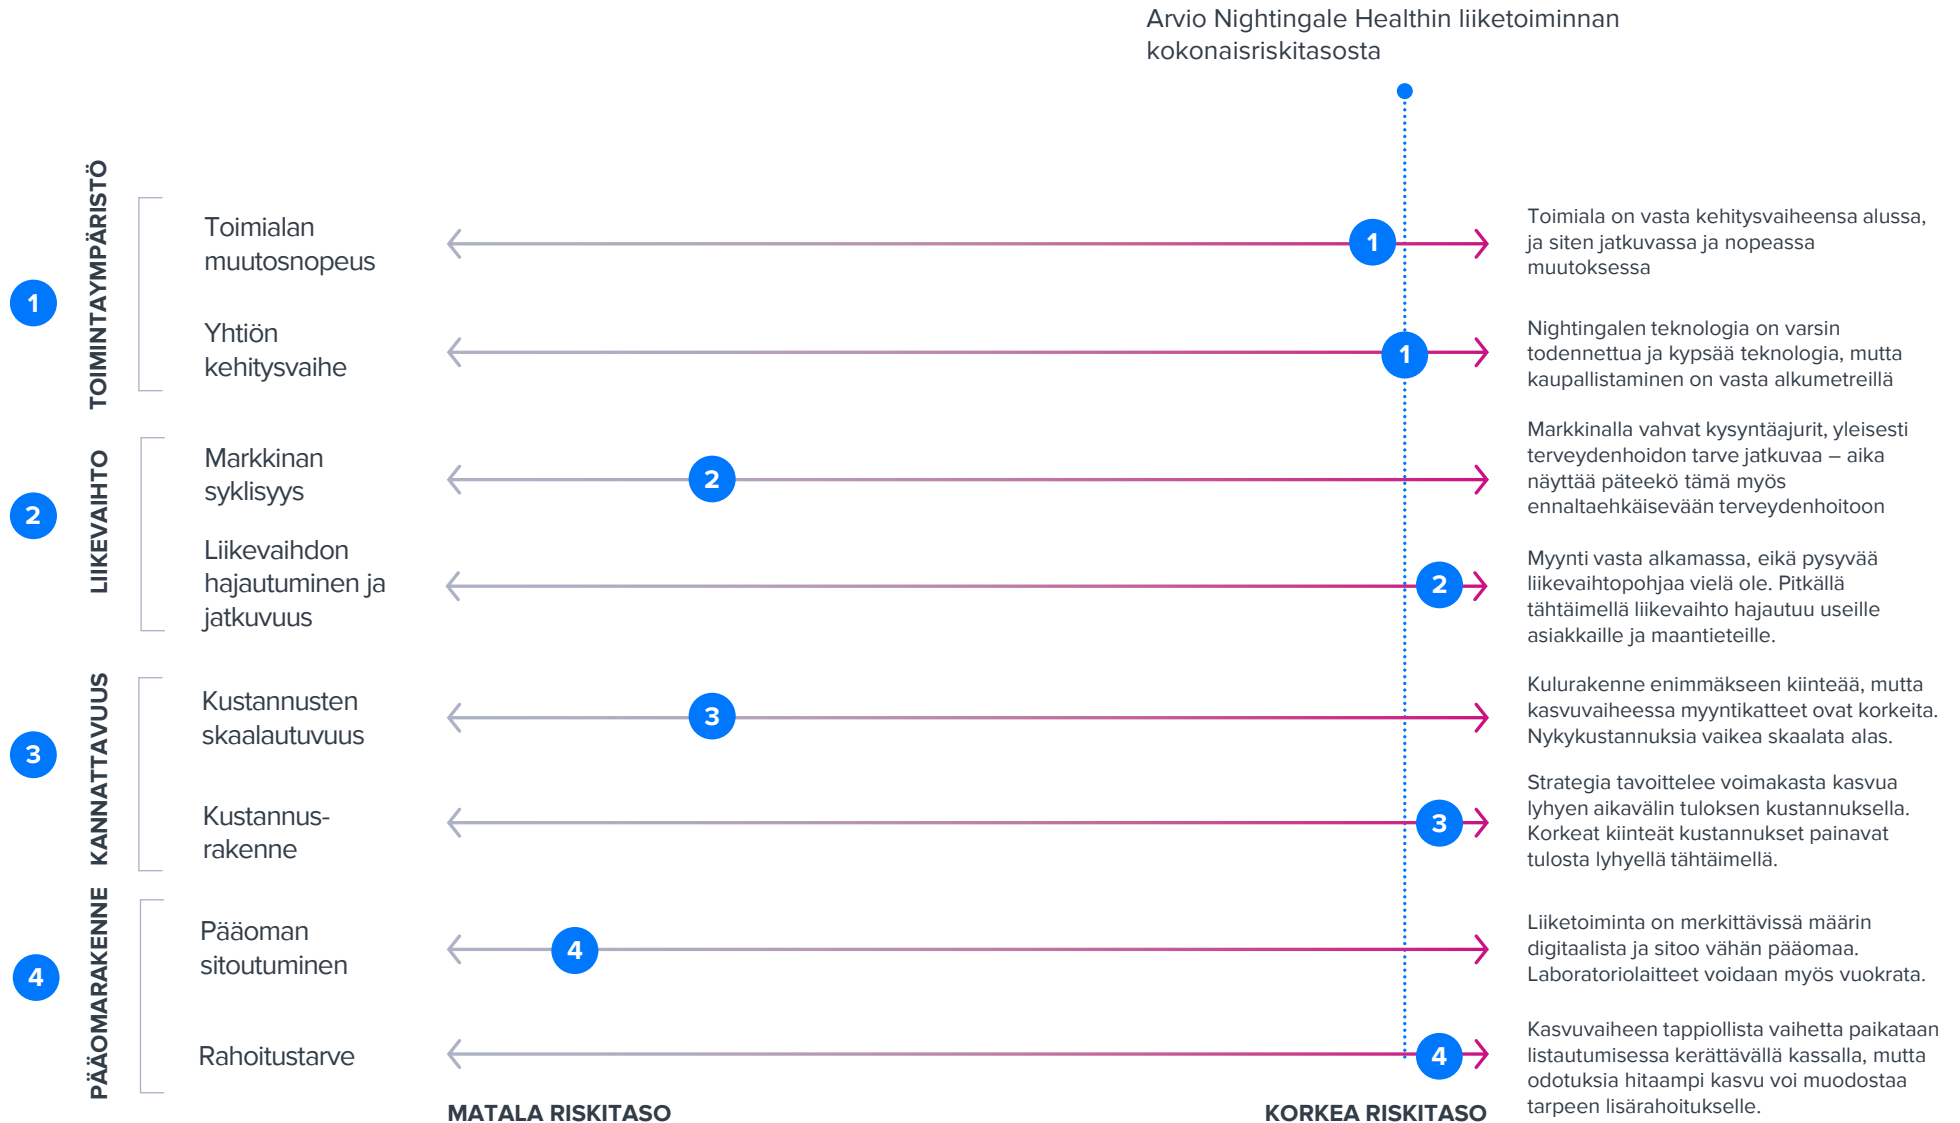 Arvio Nightingale Healthin liiketoiminnan
kokonaisriskitasosta
1
TOIMINTAYMPÄRISTÖ
Toimialan
muutosnopeus
1
Toimiala on vasta kehitysvaiheensa alussa,
ja siten jatkuvassa ja nopeassa
muutoksessa
Yhtiön
kehitysvaihe
1
Nightingalen teknologia on varsin
todennettua ja kypsää teknologia, mutta
kaupallistaminen on vasta alkumetreillä
2
LIIKEVAIHTO
Markkinan
syklisyys
2
Markkinalla vahvat kysyntäajurit, yleisesti
terveydenhoidon tarve jatkuvaa – aika
näyttää päteekö tämä myös
ennaltaehkäisevään terveydenhoitoon
Liikevaihdon
hajautuminen ja
jatkuvuus
2
Myynti vasta alkamassa, eikä pysyvää
liikevaihtopohjaa vielä ole. Pitkällä
tähtäimellä liikevaihto hajautuu useille
asiakkaille ja maantieteille.
3
KANNATTAVUUS
Kustannusten
skaalautuvuus
3
Kulurakenne enimmäkseen kiinteää, mutta
kasvuvaiheessa myyntikatteet ovat korkeita.
Nykykustannuksia vaikea skaalata alas.
Kustannus-
rakenne
3
Strategia tavoittelee voimakasta kasvua
lyhyen aikavälin tuloksen kustannuksella.
Korkeat kiinteät kustannukset painavat
tulosta lyhyellä tähtäimellä.
4
PÄÄOMARAKENNE
Pääoman
sitoutuminen
4
Liiketoiminta on merkittävissä määrin
digitaalista ja sitoo vähän pääomaa.
Laboratoriolaitteet voidaan myös vuokrata.
Rahoitustarve
4
Kasvuvaiheen tappiollista vaihetta paikataan
listautumisessa kerättävällä kassalla, mutta
odotuksia hitaampi kasvu voi muodostaa
tarpeen lisärahoitukselle.
MATALA RISKITASO
KORKEA RISKITASO